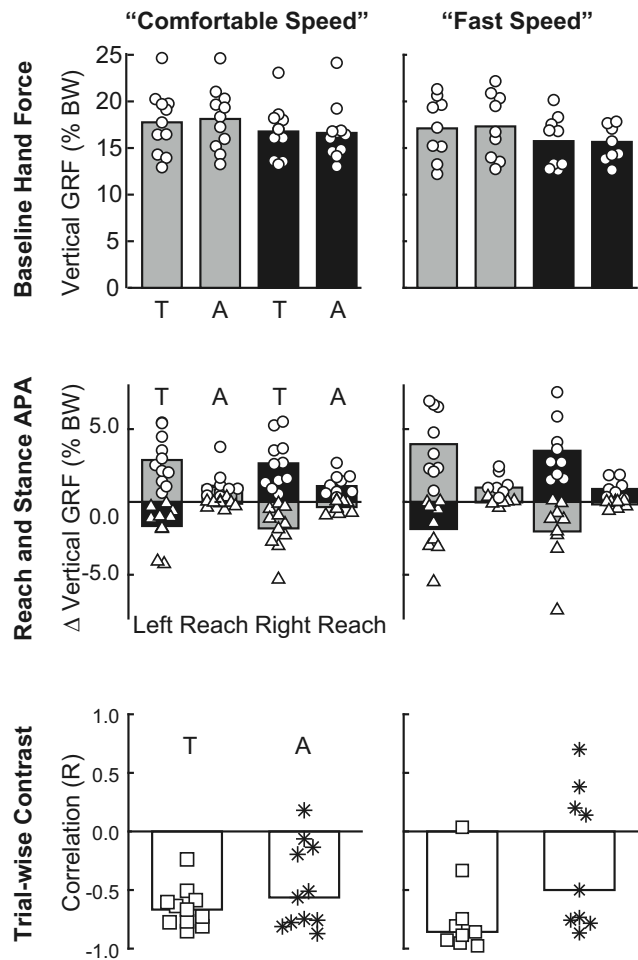 “Comfortable Speed”
“Fast Speed”
Baseline Hand Force
Vertical GRF (% BW)
25
20
15
10
5
0
T A T A
Reach and Stance APA
Δ Vertical GRF (% BW)
T A T A
5.0
0.0
-5.0
Left Reach Right Reach
Trial-wise Contrast
Correlation (R)
1.0
0.5
0.0
-0.5
-1.0
T A